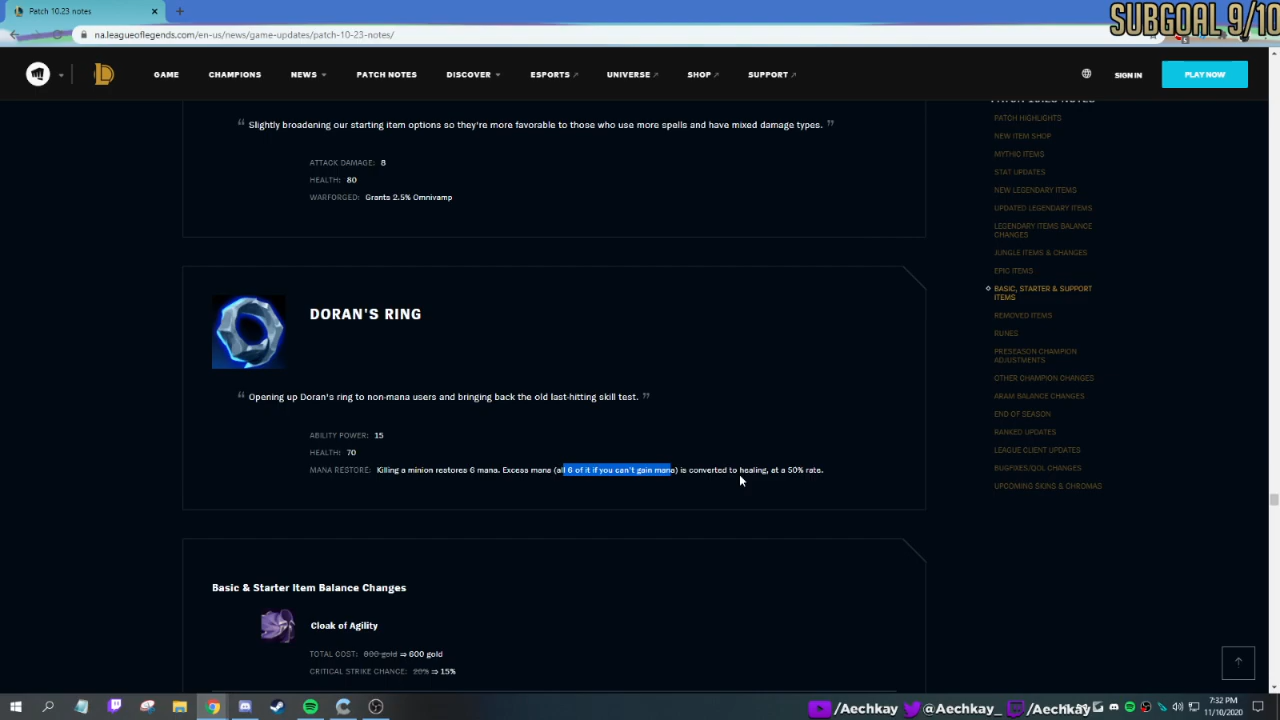 Patch 10.23 notes
SUBGOAL 9/10
na.leagueoflegends.com/en-us/news/game-updates/patch-10-23-notes/
GAME CHAMPIONS NEWS PATCH NOTES DISCOVER ESPORTS UNIVERSE SHOP SUPPORT SIGN IN PLAY NOW
“ Slightly broadening our starting item options so they're more favorable to those who use more spells and have mixed damage types. ”
ATTACK DAMAGE: 8
HEALTH: 80
WARFORGED: Grants 2.5% Omnivamp
DORAN'S RING
“ Opening up Doran's ring to non-mana users and bringing back the old last-hitting skill test. ”
ABILITY POWER: 15
HEALTH: 70
MANA RESTORE: Killing a minion restores 6 mana. Excess mana (all 6 of it if you can't gain mana) is converted to healing, at a 50% rate.
Basic & Starter Item Balance Changes
Cloak of Agility
TOTAL COST: 800 gold ⇒ 600 gold
CRITICAL STRIKE CHANGE: 20% ⇒ 15%
PATCH 10.23 NOTES
PATCH HIGHLIGHTS
NEW ITEM SHOP
MYTHIC ITEMS
STAT UPDATES
NEW LEGENDARY ITEMS
UPDATED LEGENDARY ITEMS
LEGENDARY ITEMS BALANCE
CHANGES
JUNGLE ITEMS & CHANGES
EPIC ITEMS
BASIC, STARTER & SUPPORT
ITEMS
REMOVED ITEMS
RUNES
PRESEASON CHAMPION
ADJUSTMENTS
OTHER CHAMPION CHANGES
ARAM BALANCE CHANGES
END OF SEASON
RANKED UPDATES
LEAGUE CLIENT UPDATES
BUGFIXES/QOL CHANGES
UPCOMING SKINS & CHROMAS
/Aechkay @Aechkay_ /Aechkay
7:32 PM
11/10/2020